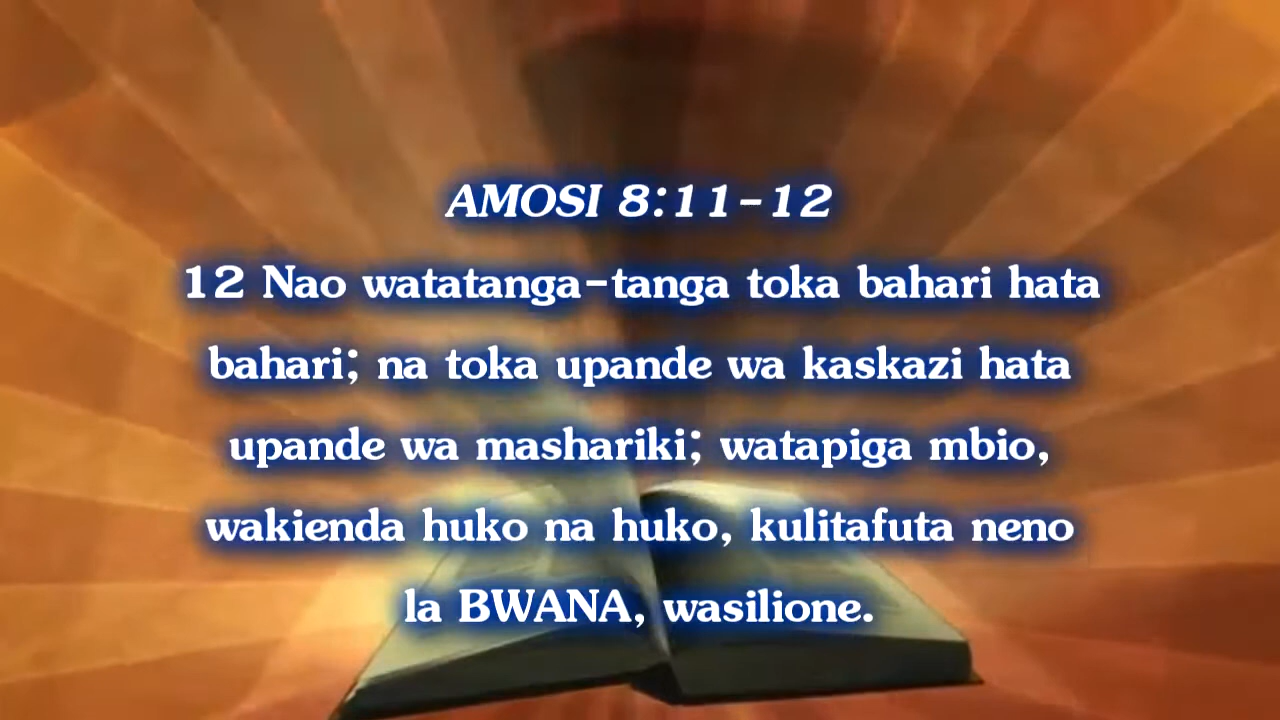 AMOSI 8:11-12
12 Nao watatanga-tanga toka bahari hata
bahari; na toka upande wa kaskazi hata
upande wa mashariki; watapiga mbio,
wakienda huko na huko, kulitafuta neno
la BWANA, wasilione.